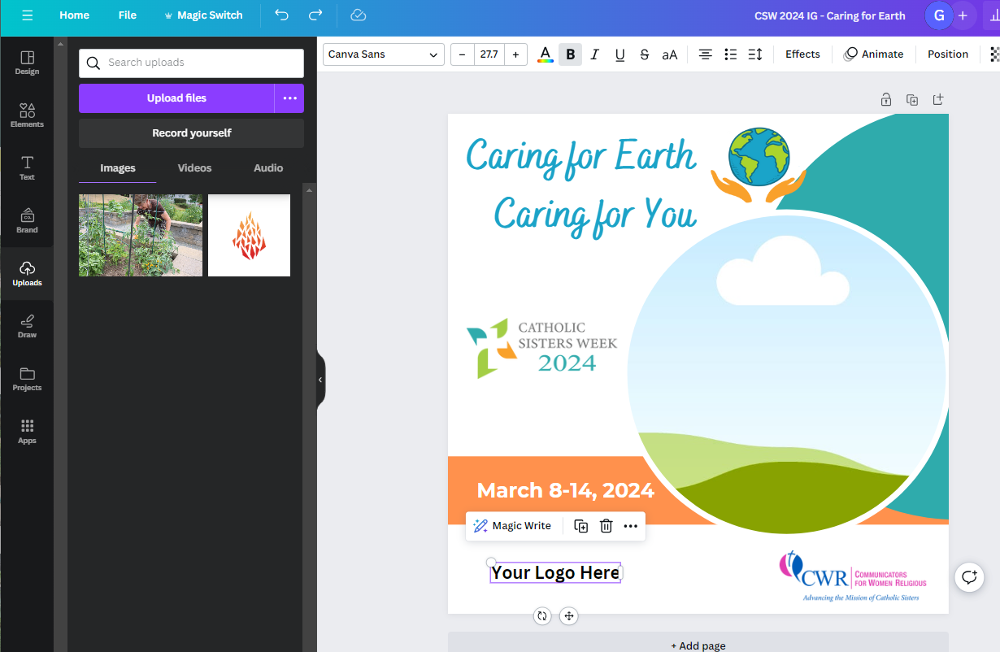 Home File Magic Switch CSW 2024 IG - Caring for Earth G
Design
Elements
Text
CO.
Brand
Uploads
Draw
Projects
Apps
Search uploads
Upload files
Record yourself
Images Videos Audio
Canva Sans – 27.7 + A B I U S aA Effects Animate Position
Caring for Earth
Caring for You
CATHOLIC
SISTERS WEEK
2024
March 8-14, 2024
Magic Write
Your Logo Here
CWR COMMUNICATORS
FOR WOMEN RELIGIOUS
Advancing the Mission of Catholic Sisters
+ Add page